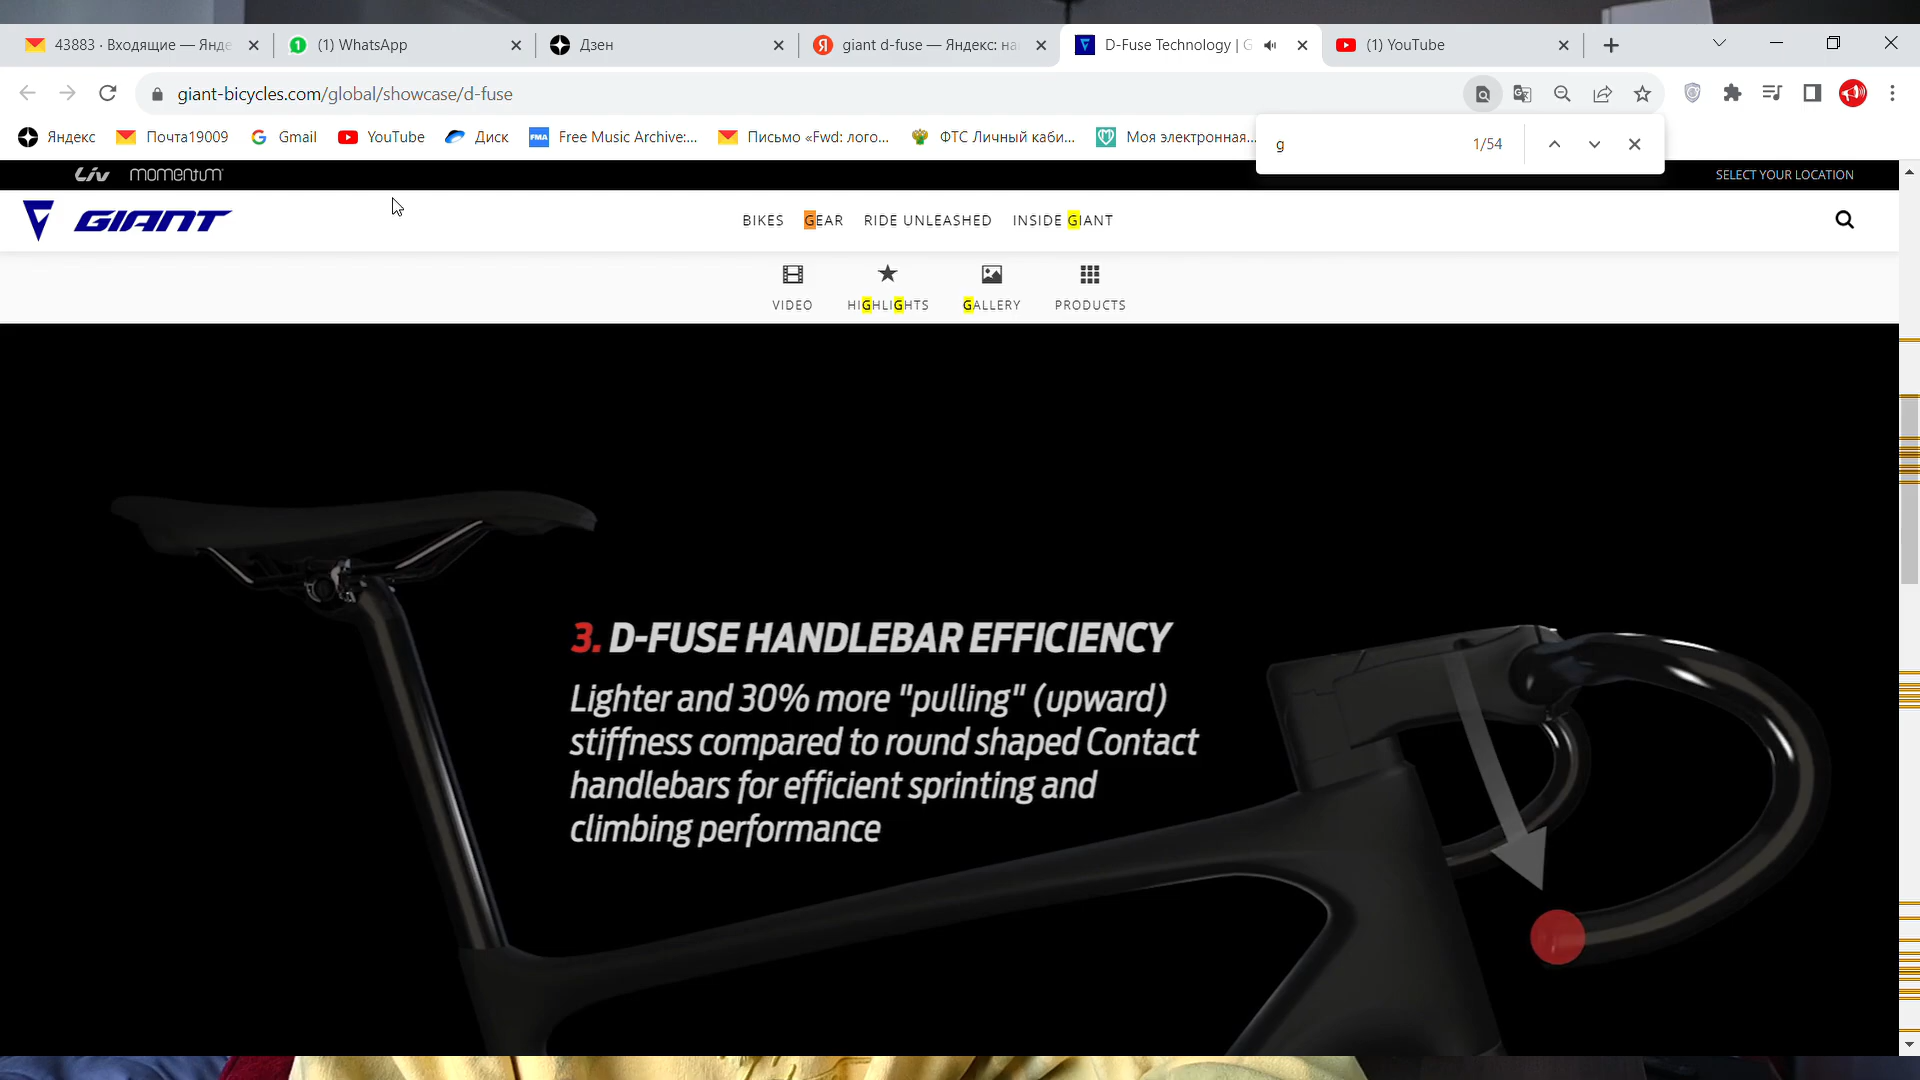 43883 · Входящие — Янде
(1) WhatsApp
Дзен
giant d-fuse — Яндекс: на
D-Fuse Technology | G
(1) YouTube
giant-bicycles.com/global/showcase/d-fuse
Яндекс
Почта19009
Gmail
YouTube
Диск
FMA
Free Music Archive:...
Письмо «Fwd: лого...
ФТС Личный каби...
Моя электронная...
g
1/54
Liv
momentum
SELECT YOUR LOCATION
GIANT
BIKES
GEAR
RIDE UNLEASHED
INSIDE GIANT
VIDEO
HIGHLIGHTS
GALLERY
PRODUCTS
3. D-FUSE HANDLEBAR EFFICIENCY
Lighter and 30% more "pulling" (upward)
stiffness compared to round shaped Contact
handlebars for efficient sprinting and
climbing performance